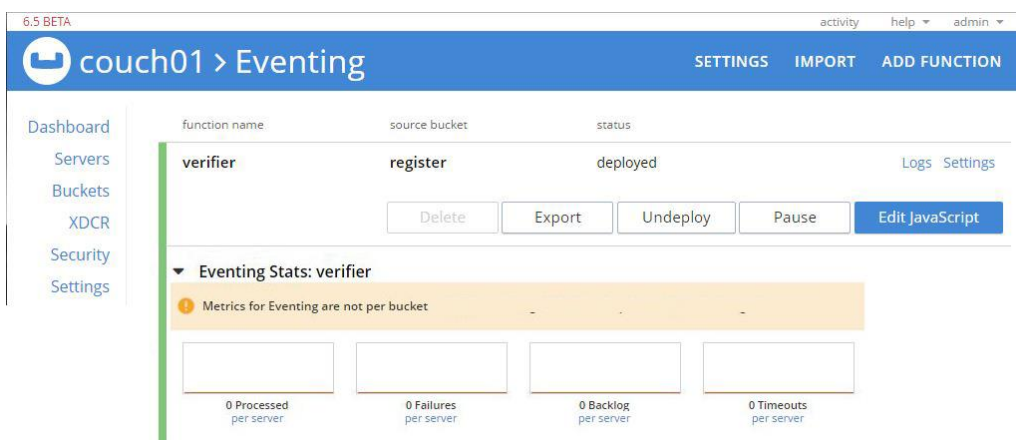 6.5 BETA
activity help admin
couch01 > Eventing
SETTINGS IMPORT ADD FUNCTION
Dashboard
Servers
Buckets
XDCR
Security
Settings
function name source bucket status
verifier register deployed Logs Settings
Delete Export Undeploy Pause Edit JavaScript
Eventing Stats: verifier
Metrics for Eventing are not per bucket
0 Processed
per server
0 Failures
per server
0 Backlog
per server
0 Timeouts
per server